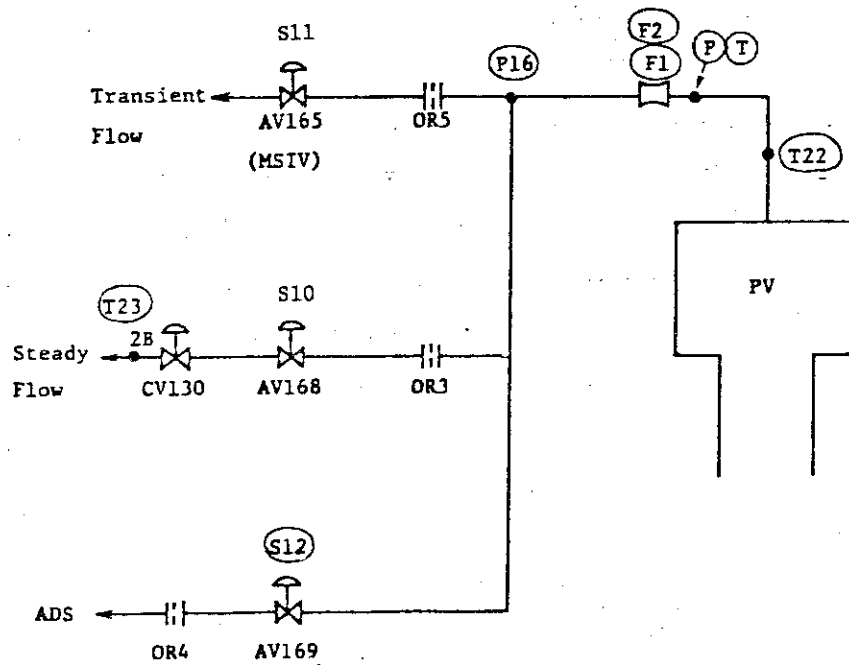 S11
F2
F1
P
T
P16
Transient
Flow
AV165
(MSIV)
OR5
T22
PV
T23
S10
2B
Steady
Flow
CV130
AV168
OR3
S12
ADS
OR4
AV169